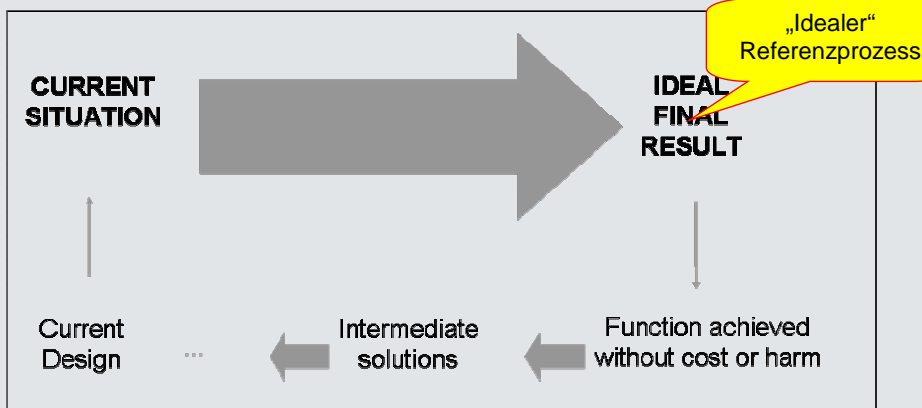 „Idealer“
Referenzprozess
CURRENT
SITUATION
IDEAL
FINAL
RESULT
Current
Design
...
Intermediate
solutions
Function achieved
without cost or harm